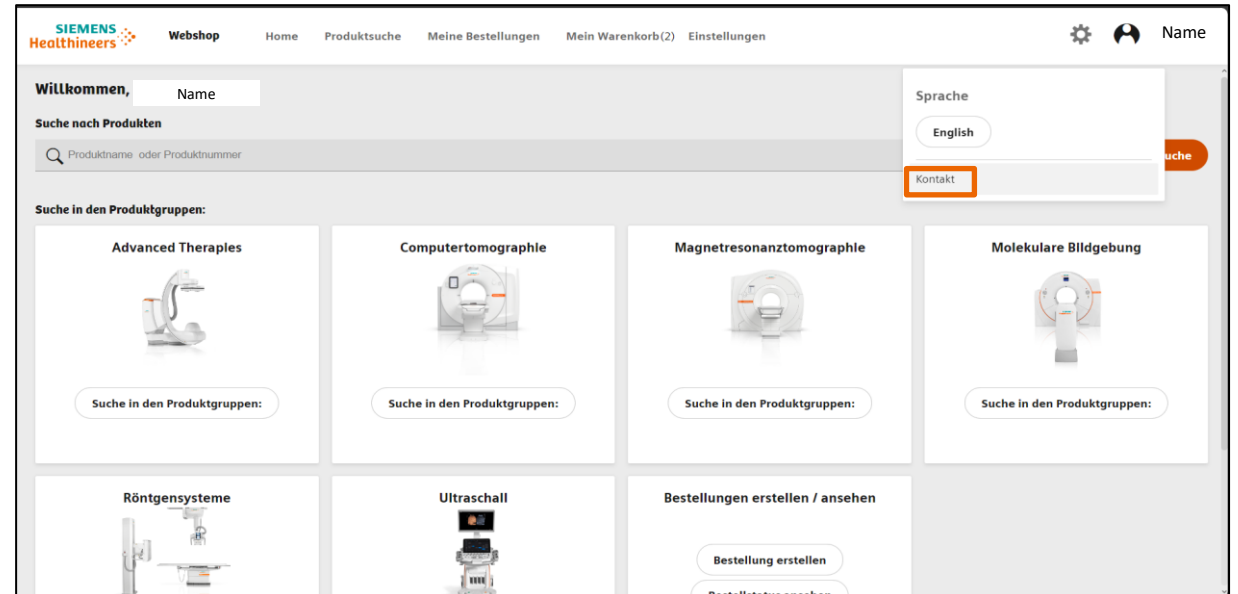 SIEMENS
Healthineers
Webshop Home Produktsuche Meine Bestellungen Mein Warenkorb(2) Einstellungen Name
Willkommen, Name
Sprache
English
Kontakt
Suche nach Produkten
Produktname oder Produktnummer
uche
Suche in den Produktgruppen:
Advanced Therapies
Suche in den Produktgruppen:
Computertomographie
Suche in den Produktgruppen:
Magnetresonanztomographie
Suche in den Produktgruppen:
Molekulare Bildgebung
Suche in den Produktgruppen:
Röntgensysteme
Ultraschall
Bestellungen erstellen / ansehen
Bestellung erstellen
Bestellstatus ansehen